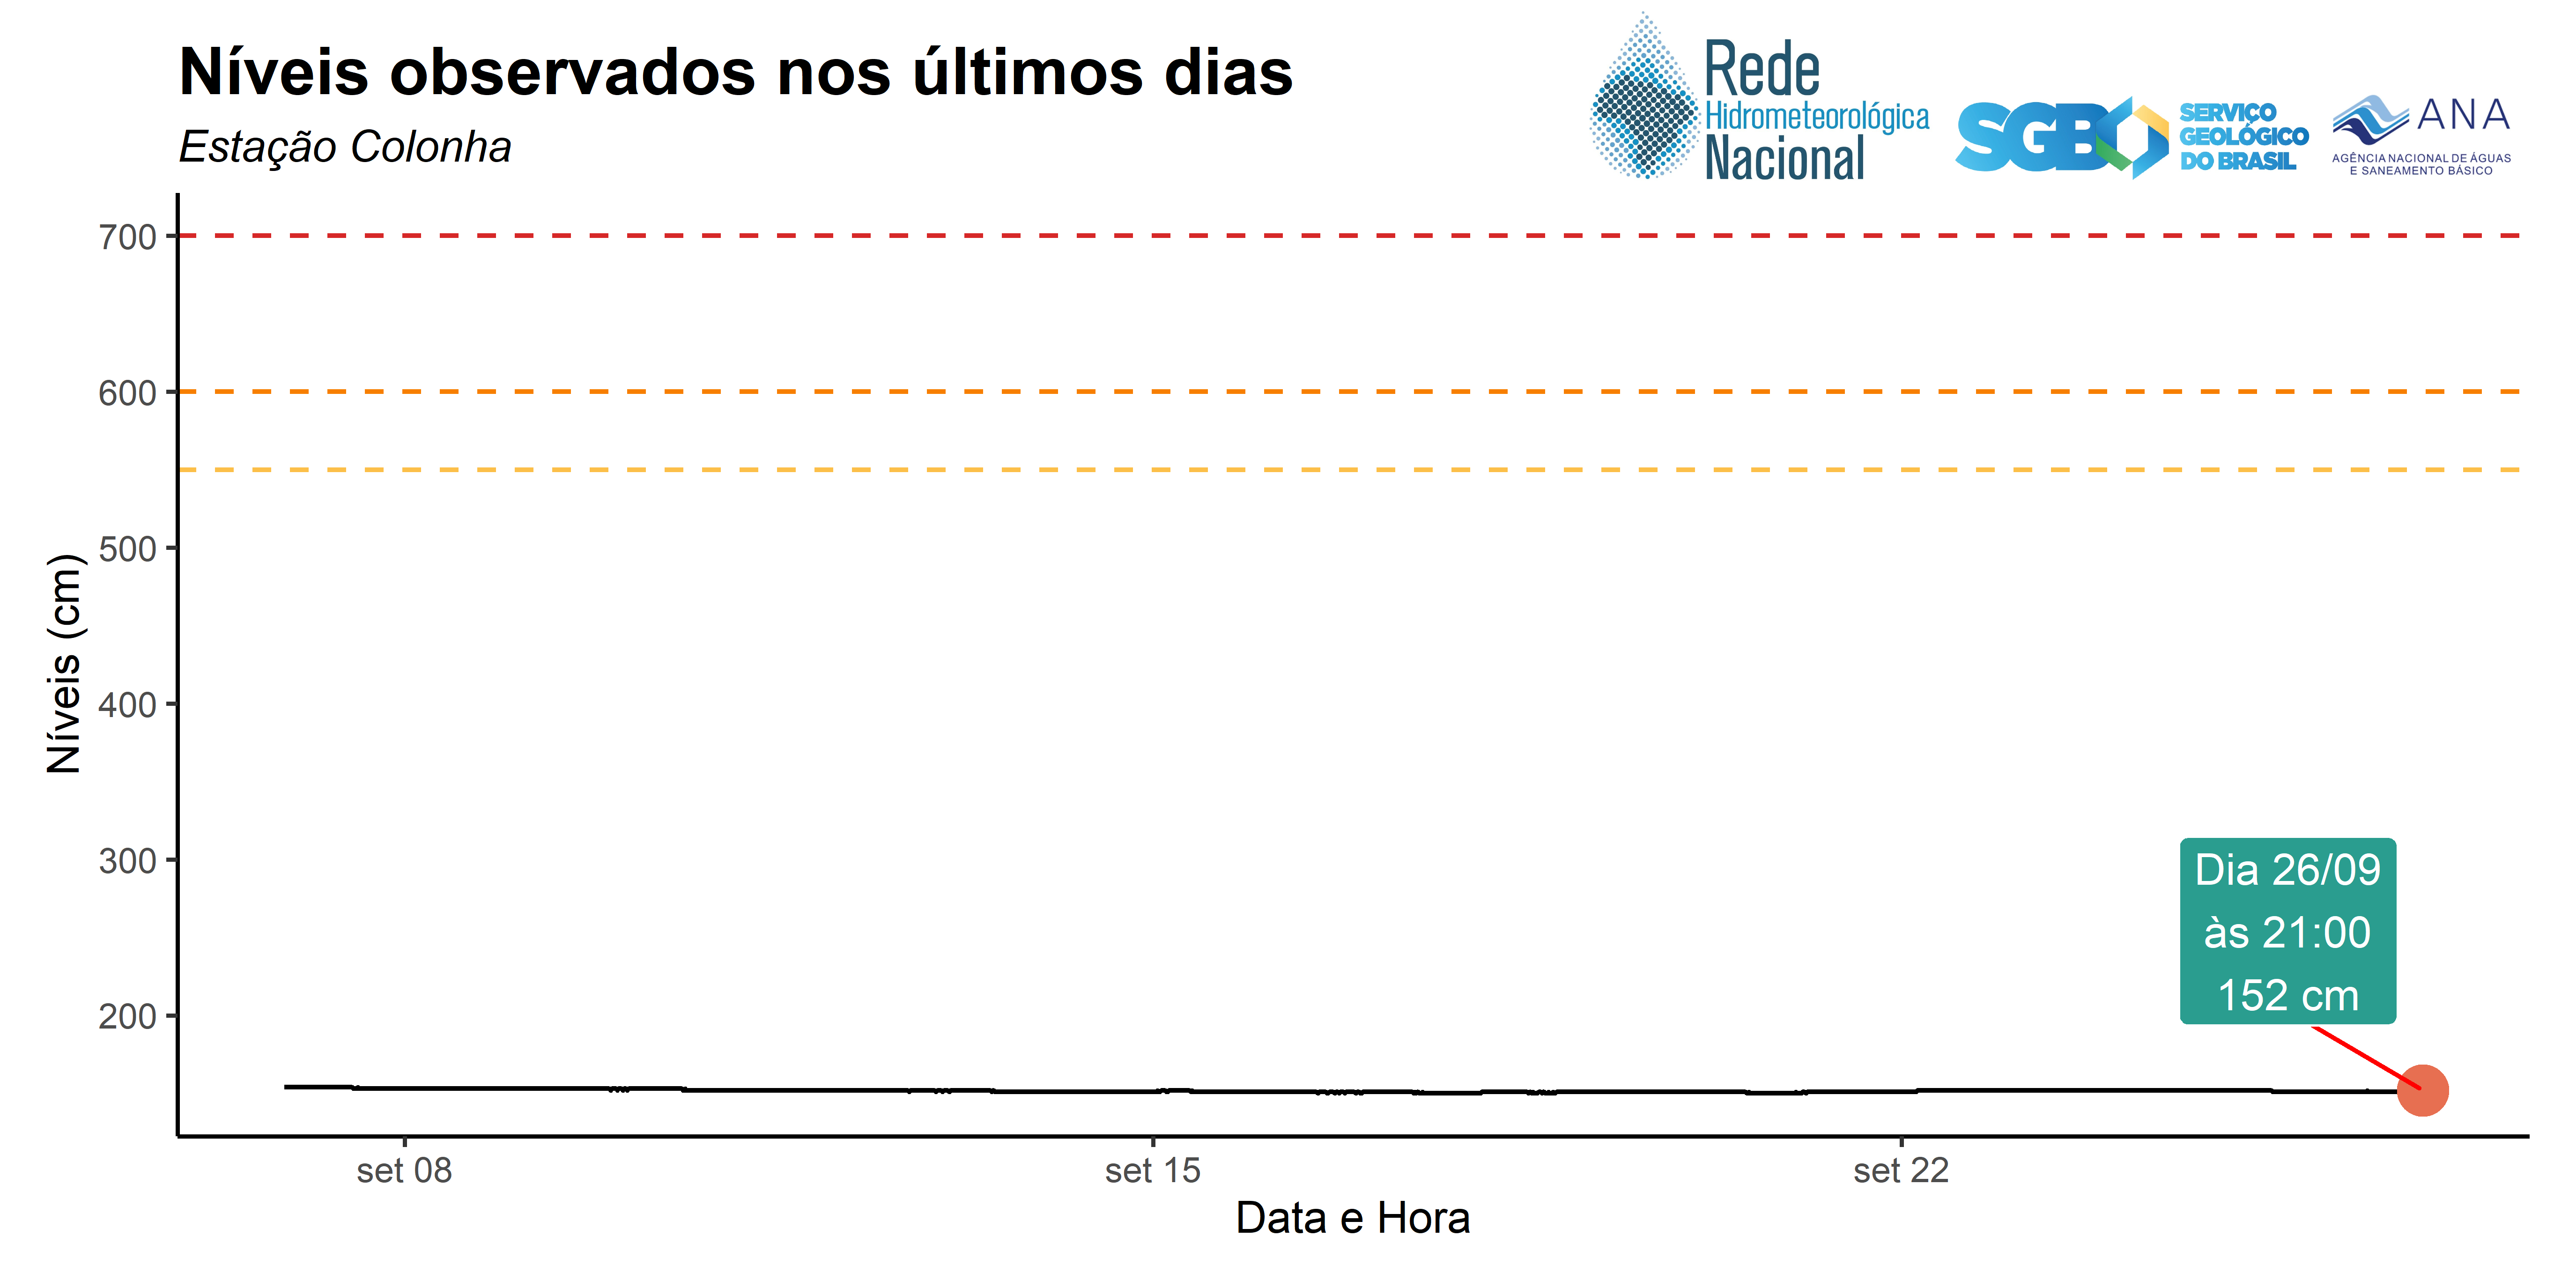 Níveis observados nos últimos dias
Estação Colonha
Rede
Hidrometeorológica
Nacional
SGB
SERVIÇO
GEOLÓGICO
DO BRASIL
ANA
AGÊNCIA NACIONAL DE ÁGUAS
E SANEAMENTO BÁSICO
700
600
500
400
300
200
Níveis (cm)
Dia 26/09
às 21:00
152 cm
set 08
set 15
set 22
Data e Hora